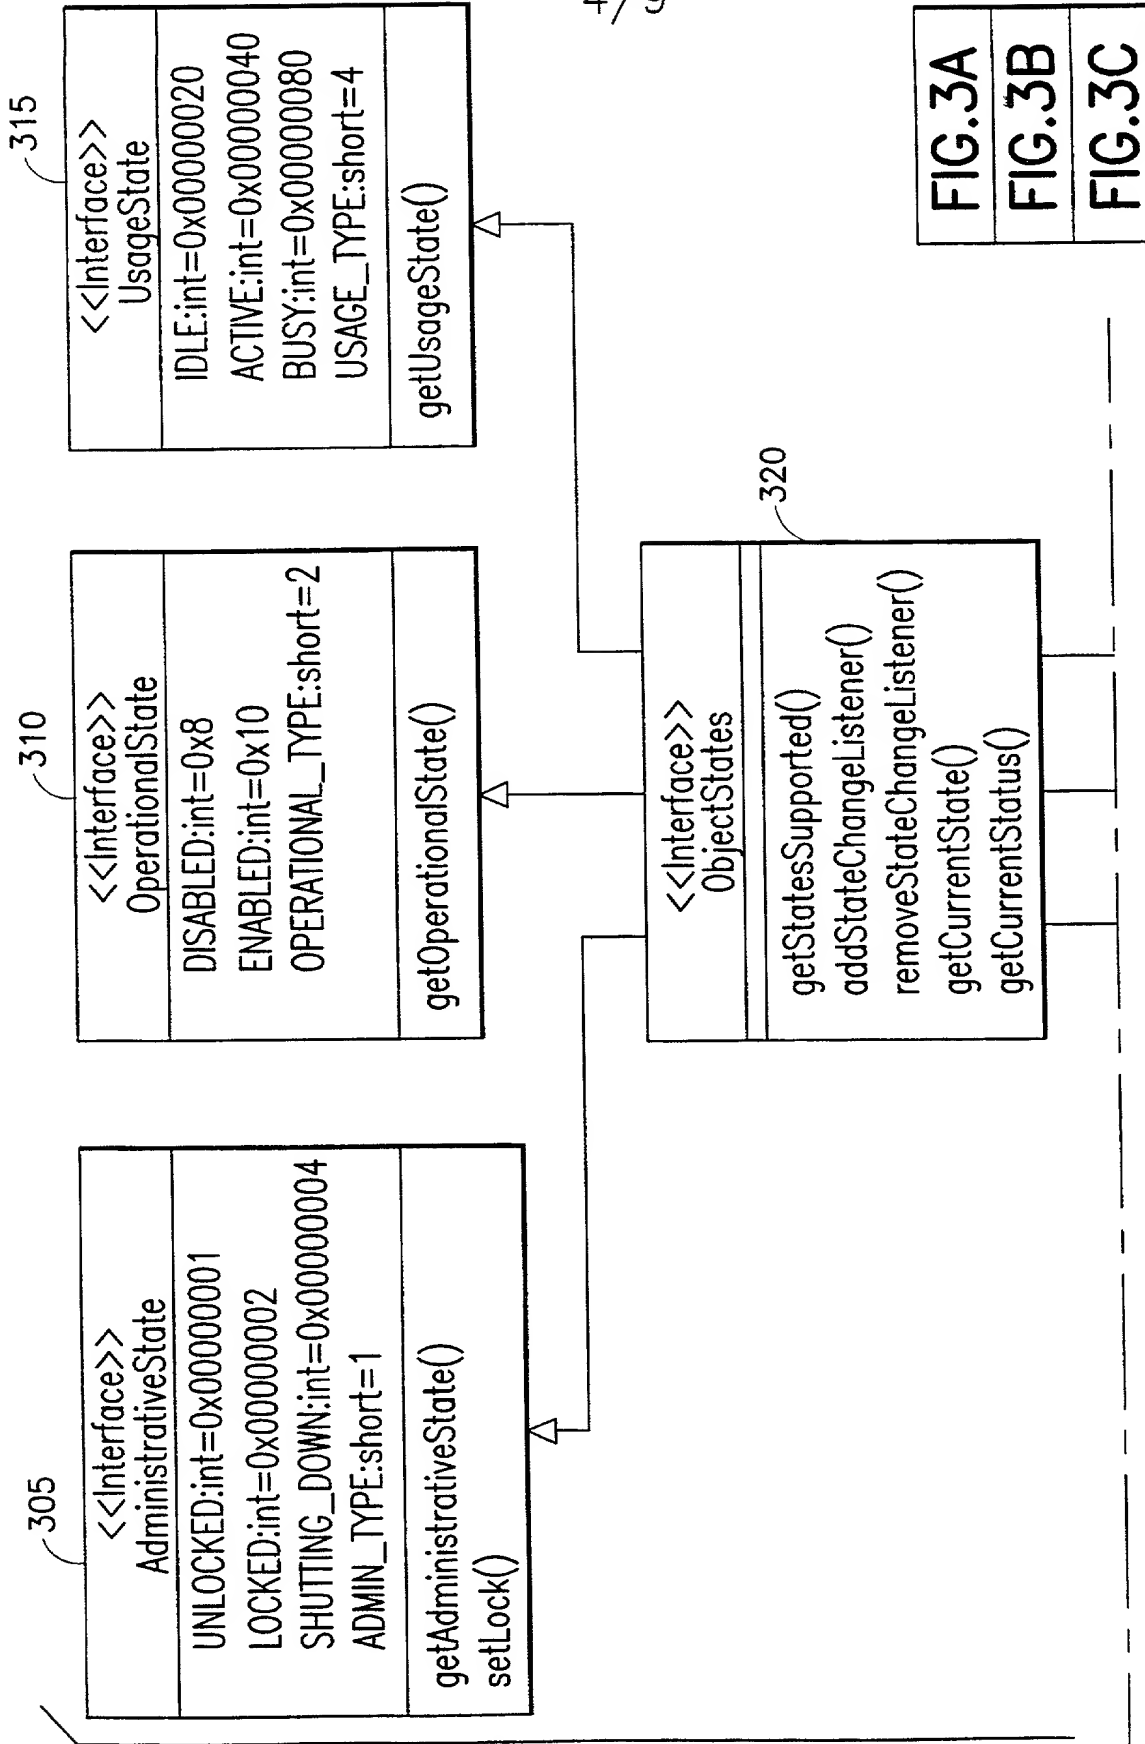 4/9
305
<<Interface>>
AdministrativeState
UNLOCKED:int=0x00000001
LOCKED:int=0x00000002
SHUTTING_DOWN:int=0x00000004
ADMIN_TYPE:short=1
getAdministrativeState()
setLock()
310
<<Interface>>
OperationalState
DISABLED:int=0x8
ENABLED:int=0x10
OPERATIONAL_TYPE:short=2
getOperationalState()
315
<<Interface>>
UsageState
IDLE:int=0x00000020
ACTIVE:int=0x00000040
BUSY:int=0x00000080
USAGE_TYPE:short=4
getUsageState()
320
<<Interface>>
ObjectStates
getStatesSupported()
addStateChangeListener()
removeStateChangeListener()
getCurrentState()
getCurrentStatus()
FIG.3A
FIG.3B
FIG.3C